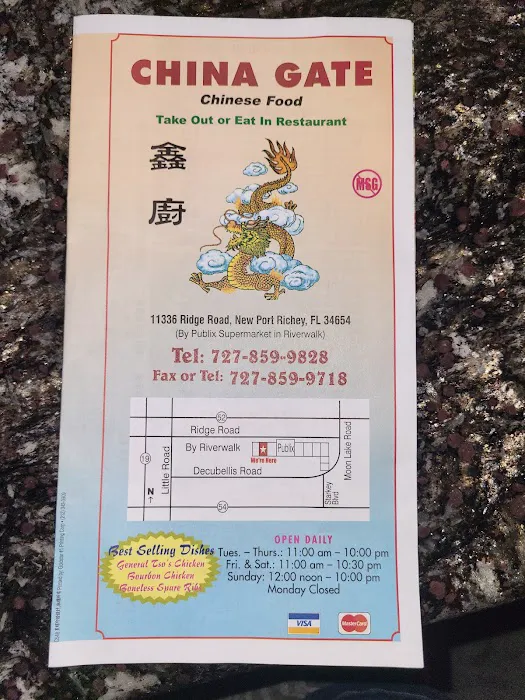 CHINA GATE
Chinese Food
Take Out or Eat In Restaurant
鑫
廚
MSG
11336 Ridge Road, New Port Richey, FL 34654
(By Publix Supermarket in Riverwalk)
Tel: 727-859-9828
Fax or Tel: 727-859-9718
52
Ridge Road
By Riverwalk
Publix
We're Here
Decubellis Road
19
Little Road
Moon Lake Road
Starkey Blvd
N
54
Best Selling Dishes
General Tso's Chicken
Bourbon Chicken
Boneless Spare Rib
OPEN DAILY
Tues. - Thurs.: 11:00 am - 10:00 pm
Fri. & Sat.: 11:00 am - 10:30 pm
Sunday: 12:00 noon - 10:00 pm
Monday Closed
VISA
MasterCard